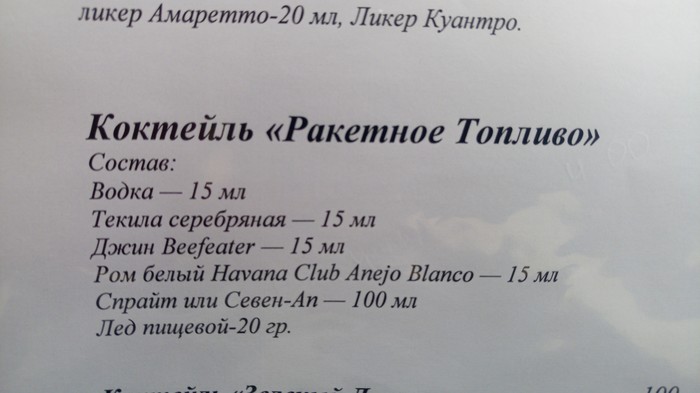 ликер Амаретто-20 мл, Ликер Куантро.
Коктейль «Ракетное Топливо»
Состав:
Водка — 15 мл
Текила серебряная — 15 мл
Джин Beefeater — 15 мл
Ром белый Havana Club Anejo Blanco — 15 мл
Спрайт или Севен-Ап — 100 мл
Лед пищевой-20 гр.
Коктейль